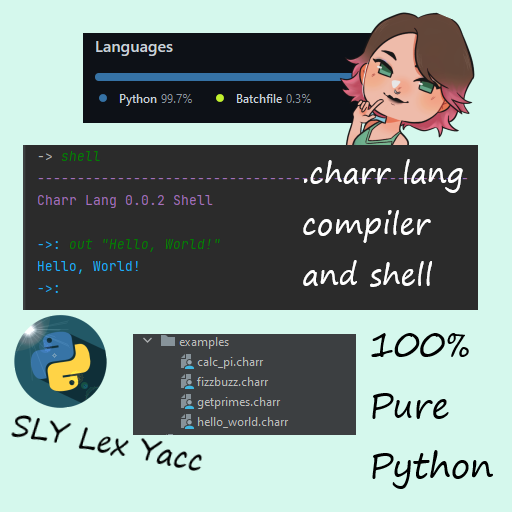 Languages
Python 99.7% Batchfile 0.3%
-> shell
--------------------------------------------------------
Charr Lang 0.0.2 Shell
->: out "Hello, World!"
Hello, World!
->:
.charr lang
compiler
and shell
examples
calc_pi.charr
fizzbuzz.charr
getprimes.charr
hello_world.charr
SLY Lex Yacc
100%
Pure
Python